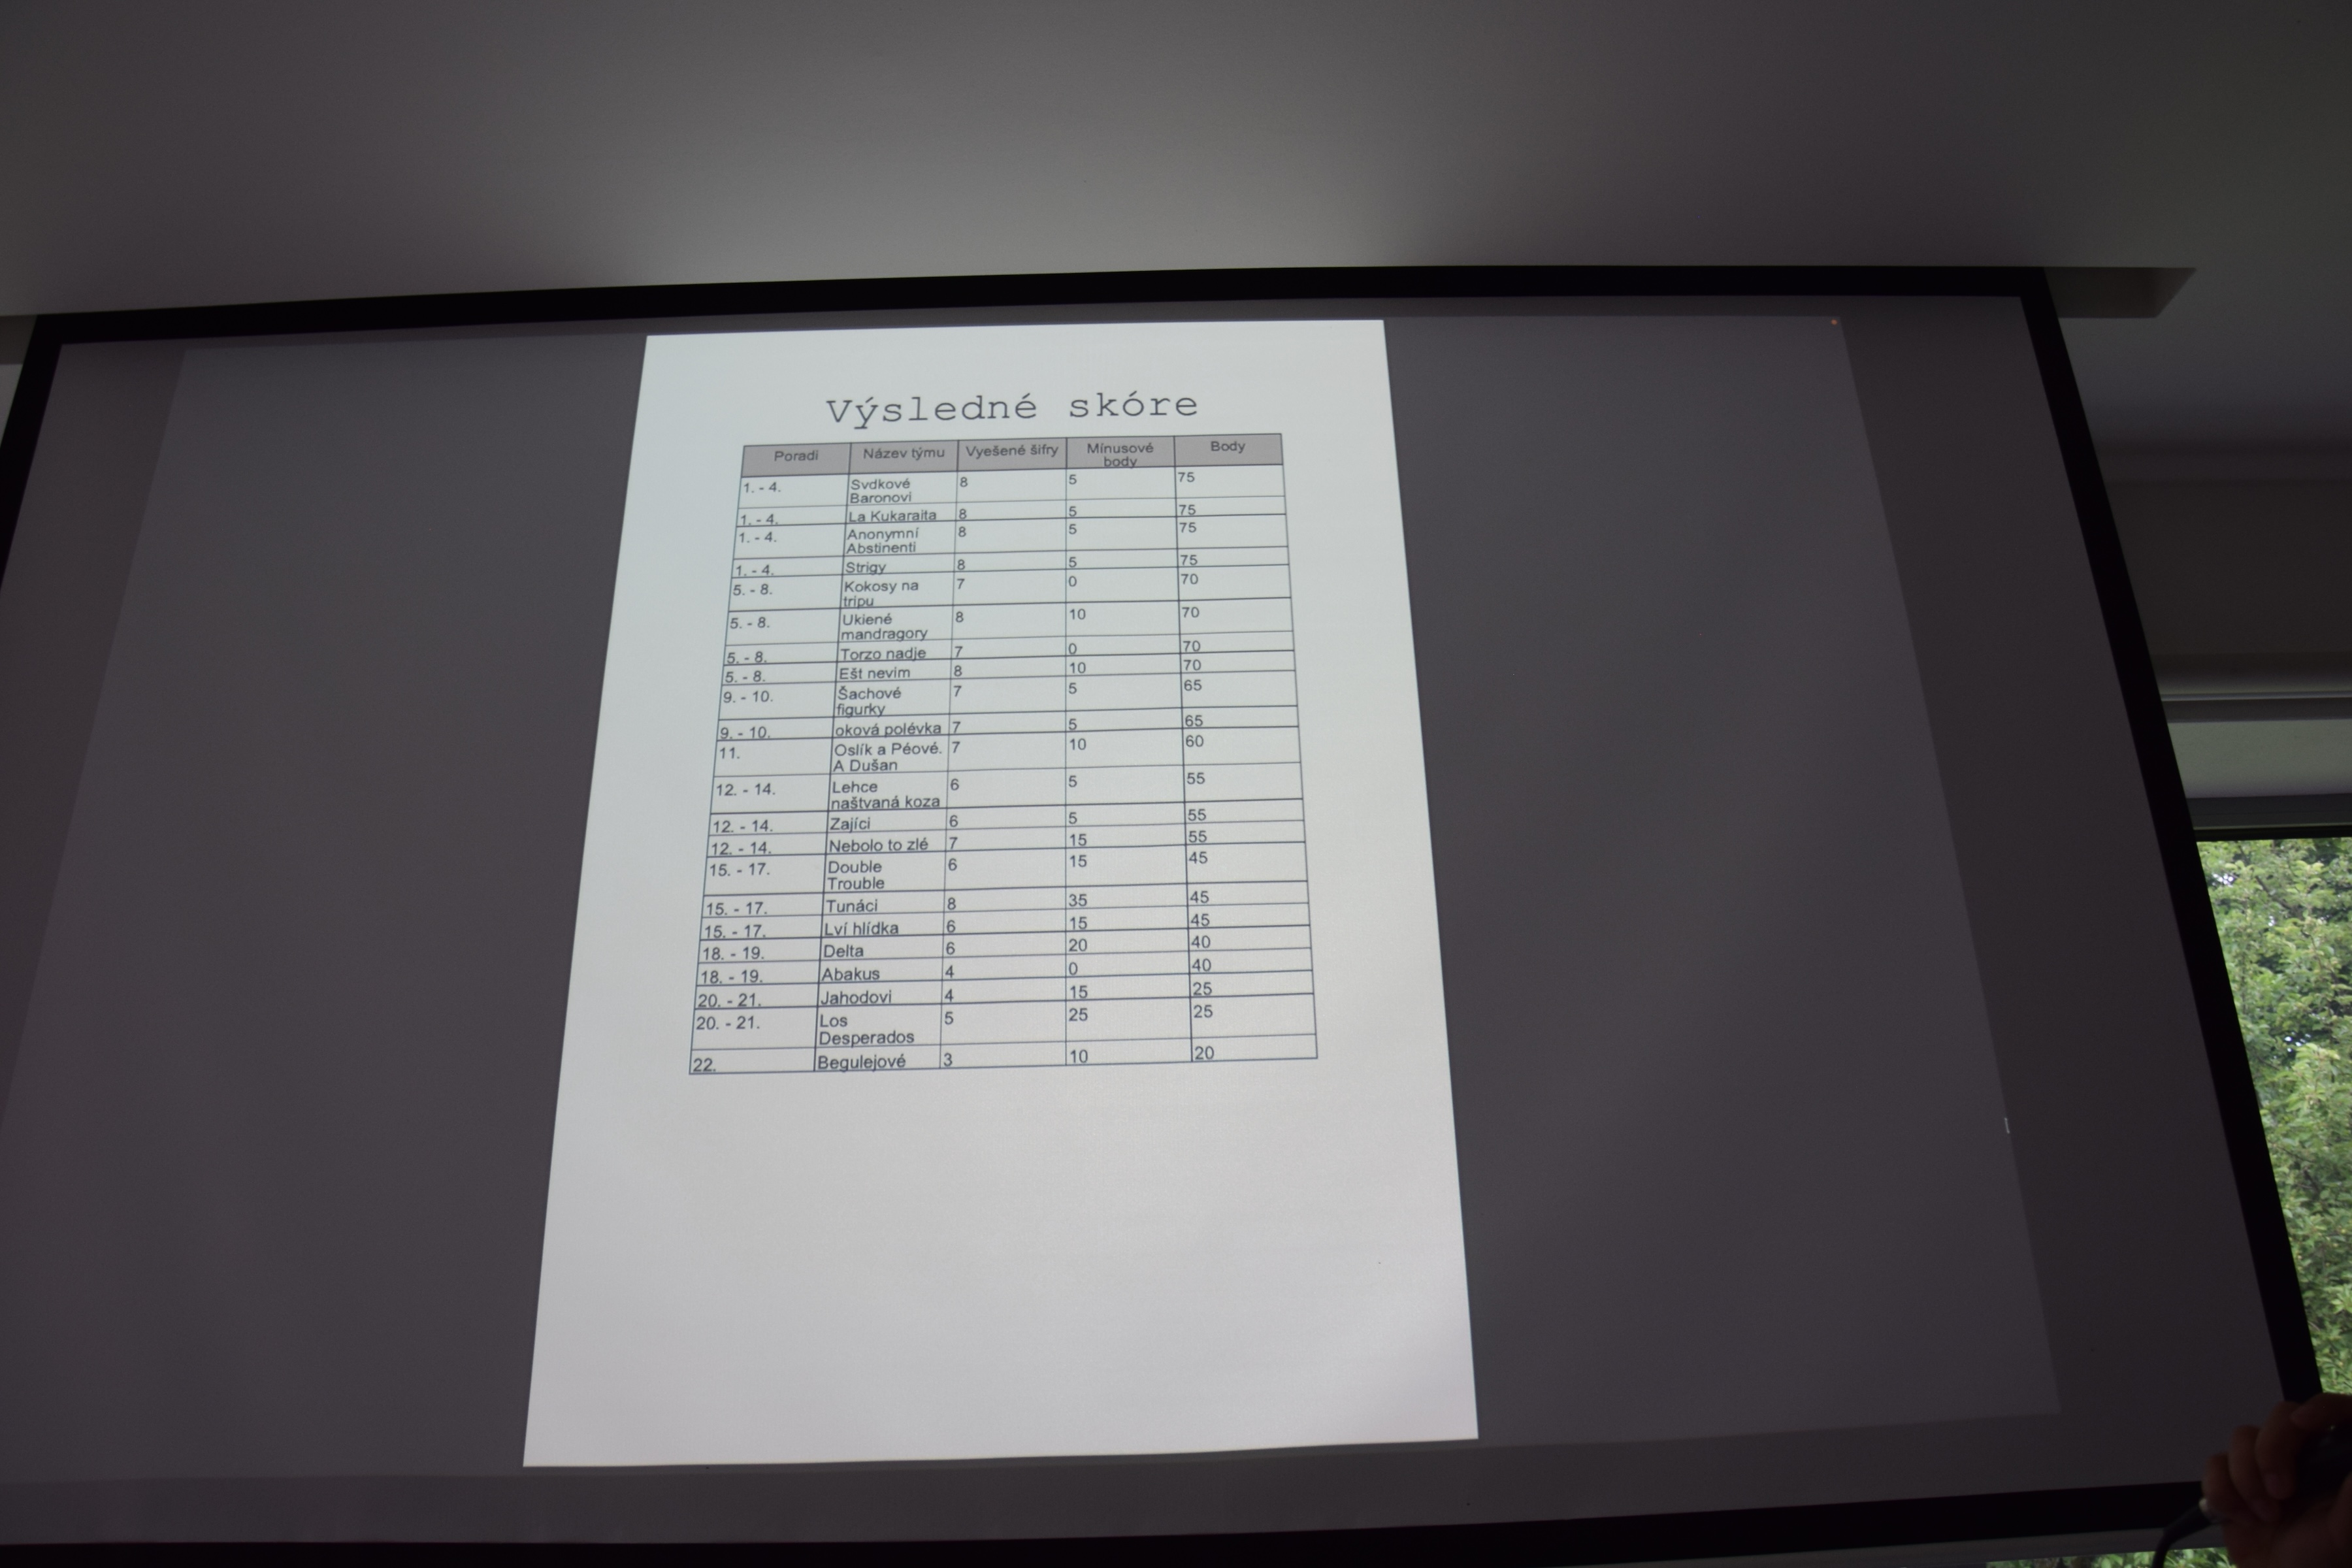 Výsledné skóre
Poradi Název týmu Vyešené šifry Mínusové body Body
1. - 4. Svdkové Baronovi 8 5 75
1. - 4. La Kukaraita 8 5 75
1. - 4. Anonymní Abstinenti 8 5 75
1. - 4. Strigy 8 5 75
5. - 8. Kokosy na tripu 7 0 70
5. - 8. Ukiené mandragory 8 10 70
5. - 8. Torzo nadje 7 0 70
5. - 8. Ešt nevim 8 10 70
9. - 10. Šachové figurky 7 5 65
9. - 10. oková polévka 7 5 65
11. Oslík a Péové. A Dušan 7 10 60
12. - 14. Lehce naštvaná koza 6 5 55
12. - 14. Zajíci 6 5 55
12. - 14. Nebolo to zlé 7 15 55
15. - 17. Double Trouble 6 15 45
15. - 17. Tunáci 8 35 45
15. - 17. Lví hlídka 6 15 45
18. - 19. Delta 6 20 40
18. - 19. Abakus 4 0 40
20. - 21. Jahodovi 4 15 25
20. - 21. Los Desperados 5 25 25
22. Begulejové 3 10 20